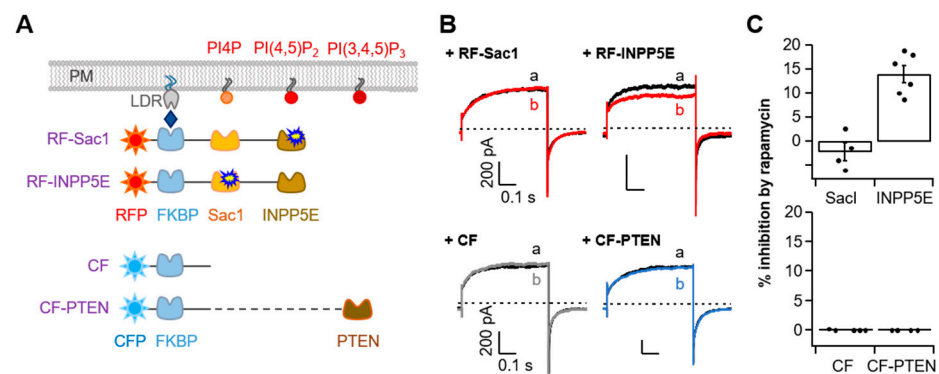 A
PI4P PI(4,5)P2 PI(3,4,5)P3
PM
LDR
RF-Sac1
RF-INPP5E
RFP FKBP Sac1 INPP5E
CF
CF-PTEN
CFP FKBP PTEN
B
+ RF-Sac1 + RF-INPP5E
a a
b b
200 pA
0.1 s
+ CF + CF-PTEN
a a
b b
200 pA
0.1 s
C
% inhibition by rapamycin
20
15
10
5
0
SacI INPP5E
20
15
10
5
0
CF CF-PTEN